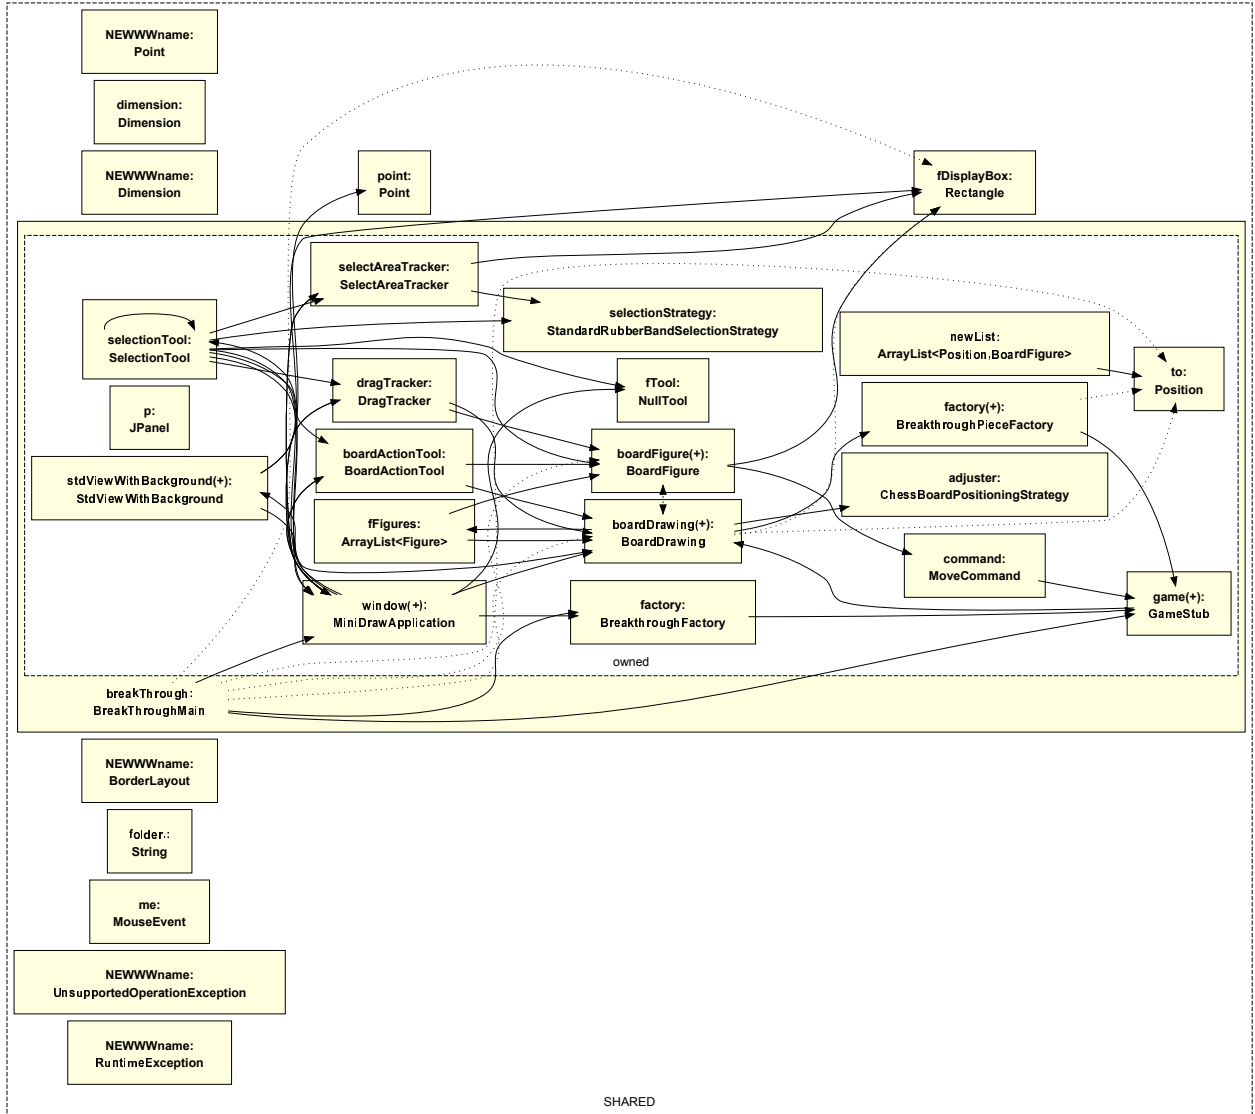 NEWWWname:
Point
dimension:
Dimension
NEWWWname:
Dimension
point:
Point
fDisplayBox:
Rectangle
selectAreaTracker:
SelectAreaTracker
selectionStrategy:
StandardRubberBandSelectionStrategy
selectionTool:
SelectionTool
newList:
ArrayList<Position,BoardFigure>
to:
Position
dragTracker:
DragTracker
fTool:
NullTool
p:
JPanel
factory(+):
BreakthroughPieceFactory
boardActionTool:
BoardActionTool
boardFigure(+):
BoardFigure
stdViewWithBackground(+):
StdViewWithBackground
adjuster:
ChessBoardPositioningStrategy
fFigures:
ArrayList<Figure>
boardDrawing(+):
BoardDrawing
command:
MoveCommand
window(+):
MiniDrawApplication
factory:
BreakthroughFactory
game(+):
GameStub
owned
breakThrough:
BreakThroughMain
NEWWWname:
BorderLayout
folder.:
String
me:
MouseEvent
NEWWWname:
UnsupportedOperationException
NEWWWname:
RuntimeException
SHARED